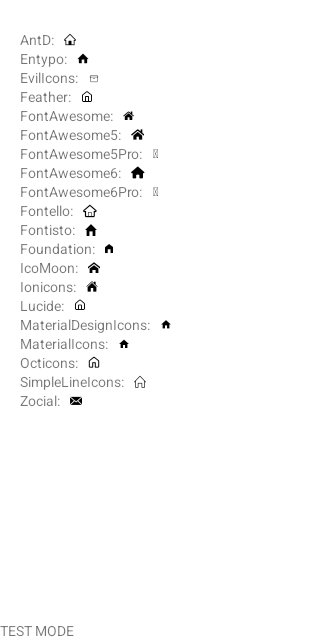 AntD:
Entypo:
EvilIcons:
Feather:
FontAwesome:
FontAwesome5:
FontAwesome5Pro:
FontAwesome6:
FontAwesome6Pro:
Fontello:
Fontisto:
Foundation:
IcoMoon:
Ionicons:
Lucide:
MaterialDesignIcons:
MaterialIcons:
Octicons:
SimpleLineIcons:
Zocial:
TEST MODE